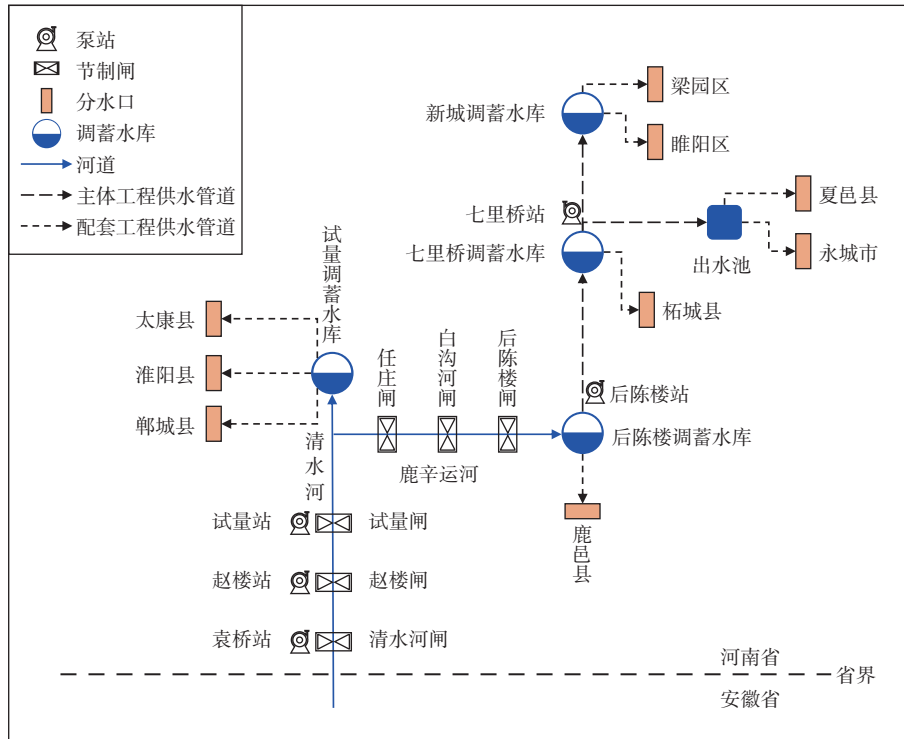 泵站
节制闸
分水口
调蓄水库
河道
主体工程供水管道
配套工程供水管道
梁园区
新城调蓄水库
睢阳区
夏邑县
七里桥站
七里桥调蓄水库
出水池
永城市
柘城县
试量调蓄水库
太康县
淮阳县
郸城县
任庄闸
白沟河闸
后陈楼闸
后陈楼站
后陈楼调蓄水库
清水河
鹿辛运河
鹿邑县
试量站
试量闸
赵楼站
赵楼闸
袁桥站
清水河闸
河南省
省界
安徽省